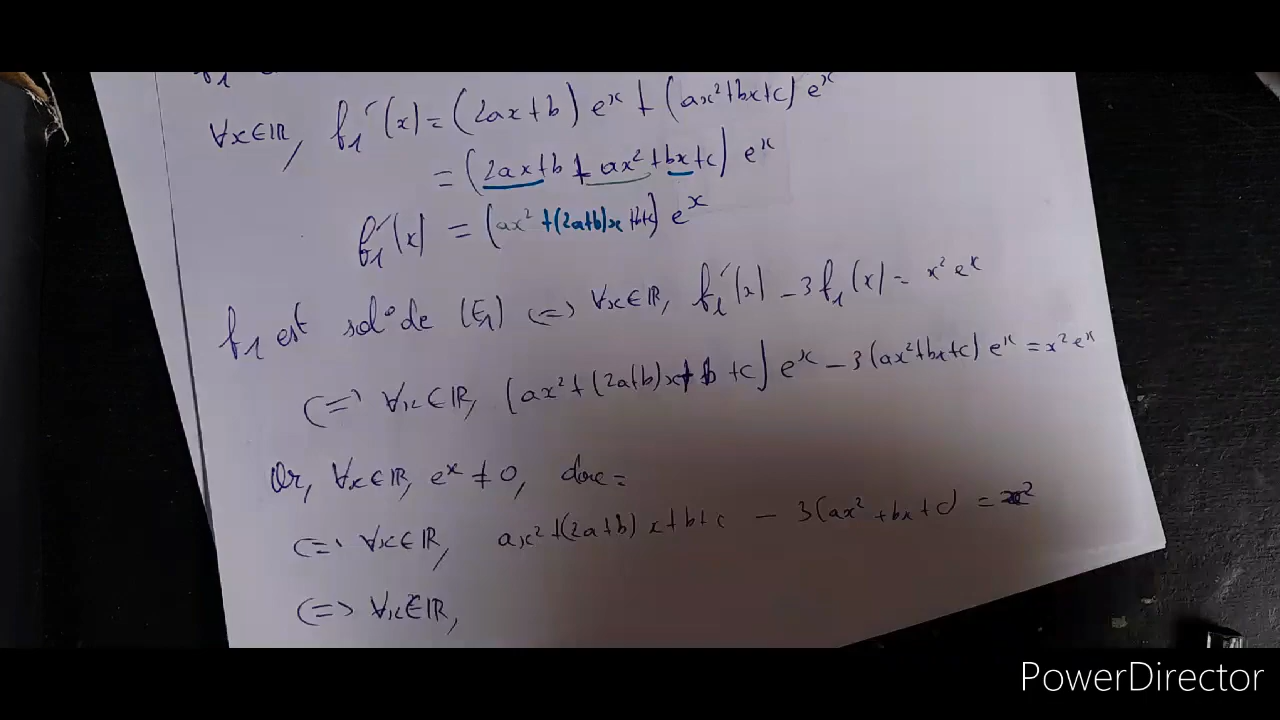 ∀x∈ℝ, f₁'(x) = (2ax+b) eˣ + (ax²+bx+c) eˣ
= (2ax+b + ax²+bx+c) eˣ
f₁'(x) = (ax² +(2a+b)x +b+c) eˣ
f₁ est sol° de (E₁) <=> ∀x∈ℝ, f₁'(x) - 3f₁(x) = x² eˣ
<=> ∀x∈ℝ, (ax²+(2a+b)x+b+c) eˣ - 3(ax²+bx+c) eˣ = x² eˣ
Or, ∀x∈ℝ, eˣ ≠ 0, donc =
<=> ∀x∈ℝ, ax²+(2a+b)x+b+c - 3(ax²+bx+c) = x²
<=> ∀x∈ℝ,
PowerDirector